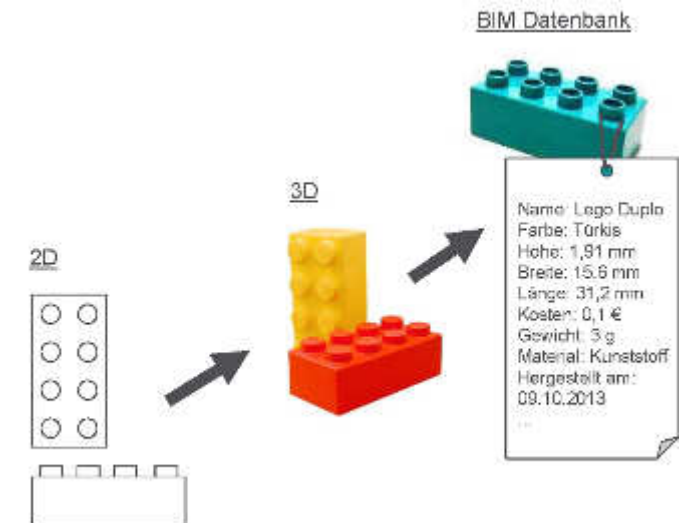 BIM Datenbank
3D
2D
Name: Lego Duplo
Farbe: Türkis
Höhe: 1,91 mm
Breite: 15.6 mm
Länge: 31,2 mm
Kosten: 0,1 €
Gewicht: 3 g
Material: Kunststoff
Hergestellt am:
09.10.2013
...